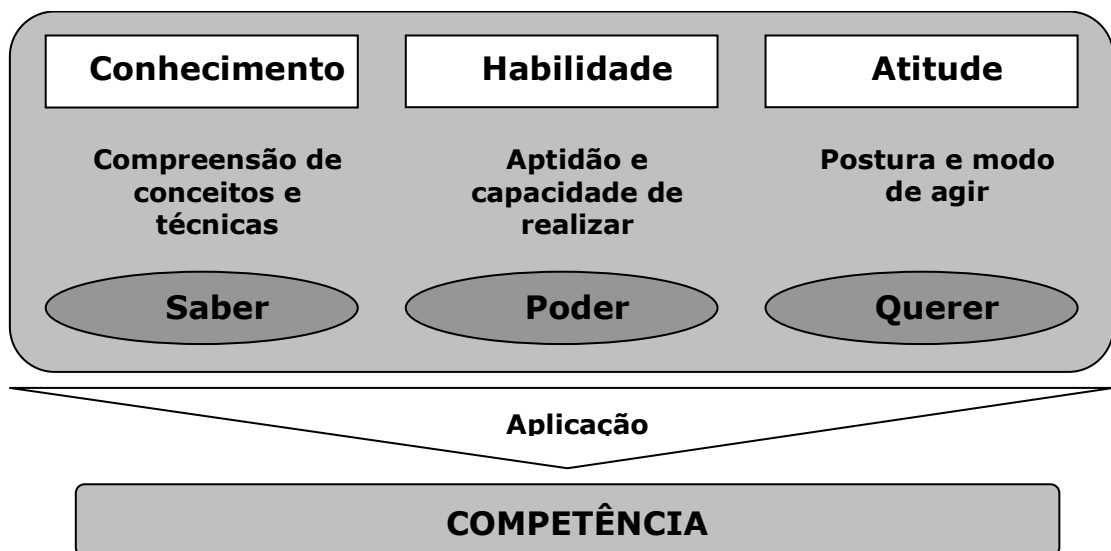 Conhecimento
Habilidade
Atitude
Compreensão de
conceitos e
técnicas
Aptidão e
capacidade de
realizar
Postura e modo
de agir
Saber
Poder
Querer
Aplicação
COMPETÊNCIA